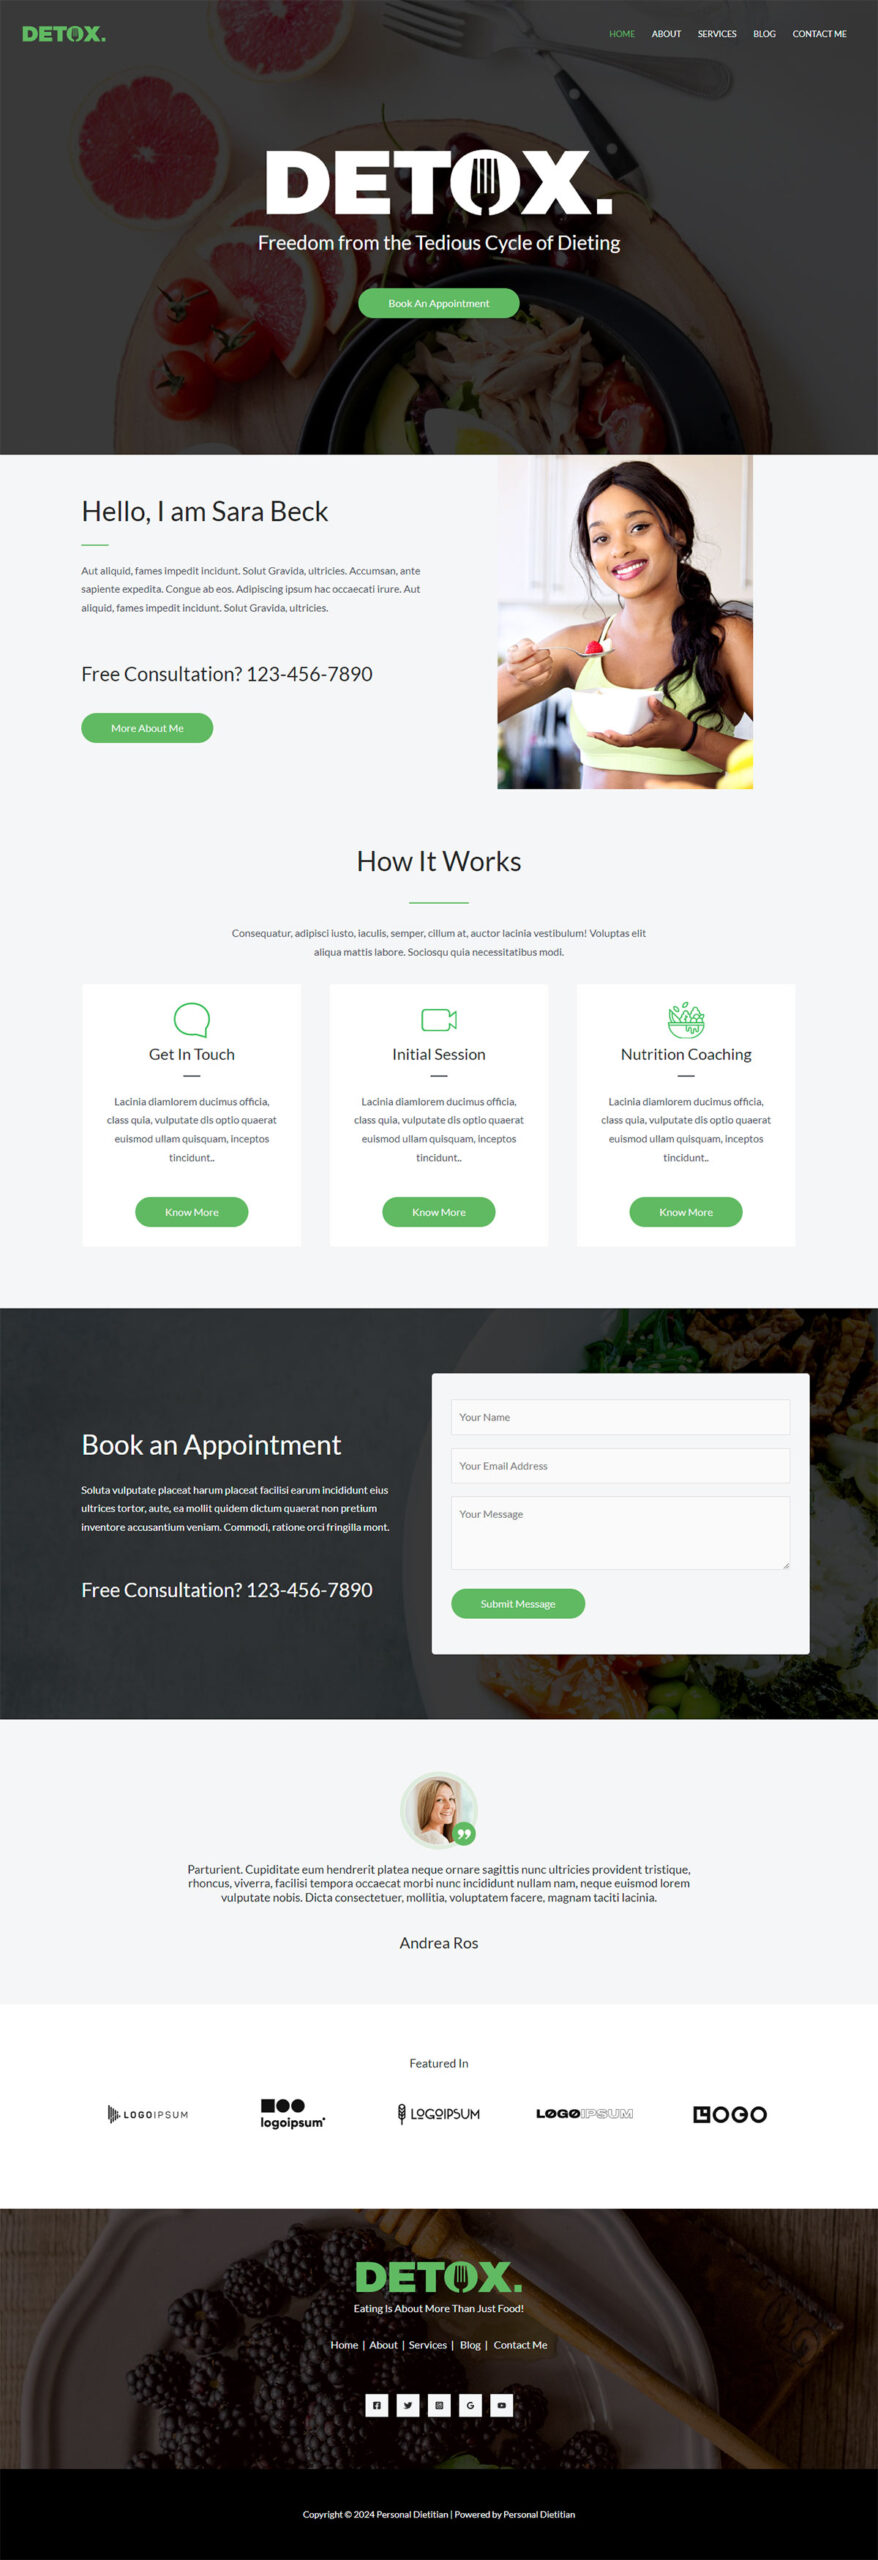 DETOX.
HOME ABOUT SERVICES BLOG CONTACT ME
DETOX.
Freedom from the Tedious Cycle of Dieting
Book An Appointment
Hello, I am Sara Beck
Aut aliquid, fames impedit incidunt. Solut Gravida, ultricies. Accumsan, ante
sapiente expedita. Congue ab eos. Adipiscing ipsum hac occaecati irure. Aut
aliquid, fames impedit incidunt. Solut Gravida, ultricies.
Free Consultation? 123-456-7890
More About Me
How It Works
Consequatur, adipisci iusto, iaculis, semper, cillum at, auctor lacinia vestibulum! Voluptas elit
aliqua mattis labore. Sociosqu quia necessitatibus modi.
Get In Touch
Lacinia diamlorem ducimus officia,
class quia, vulputate dis optio quaerat
euismod ullam quisquam, inceptos
tincidunt..
Know More
Initial Session
Lacinia diamlorem ducimus officia,
class quia, vulputate dis optio quaerat
euismod ullam quisquam, inceptos
tincidunt..
Know More
Nutrition Coaching
Lacinia diamlorem ducimus officia,
class quia, vulputate dis optio quaerat
euismod ullam quisquam, inceptos
tincidunt..
Know More
Book an Appointment
Soluta vulputate placeat harum placeat facilisi earum incididunt eius
ultrices tortor, aute, ea mollit quidem dictum quaerat non pretium
inventore accusantium veniam. Commodi, ratione orci fringilla mont.
Free Consultation? 123-456-7890
Your Name
Your Email Address
Your Message
Submit Message
Parturient. Cupiditate eum hendrerit platea neque ornare sagittis nunc ultricies provident tristique,
rhoncus, viverra, facilisi tempora occaecat morbi nunc incididunt nullam nam, neque euismod lorem
vulputate nobis. Dicta consectetuer, mollitia, voluptatem facere, magnam taciti lacinia.
Andrea Ros
Featured In
LOGOIPSUM
logoipsum
LOGOIPSUM
LOGOIPSUM
LOGO
DETOX.
Eating Is About More Than Just Food!
Home | About | Services | Blog | Contact Me
Copyright © 2024 Personal Dietitian | Powered by Personal Dietitian